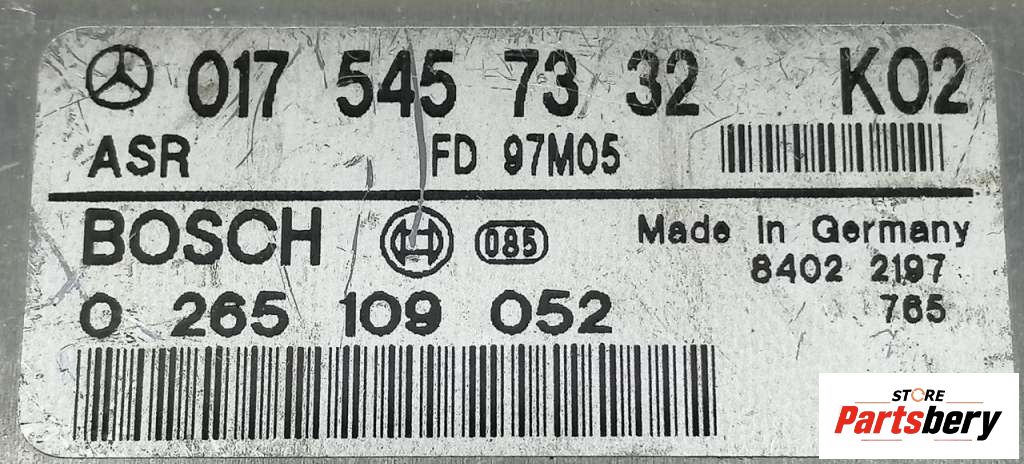 017 545 73 32 K02
ASR FD 97M05
BOSCH 085 Made In Germany
8402 2197
0 265 109 052 765
STORE
Partsbery